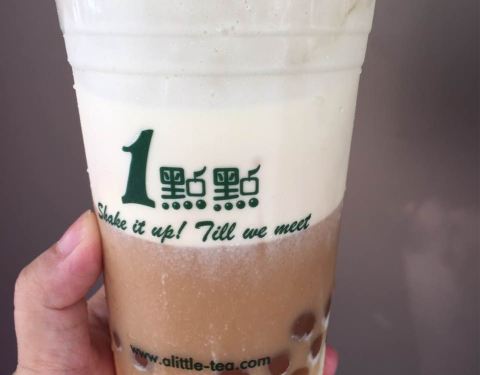 1點點
Shake it up! Till we meet
www.alittle-tea.com